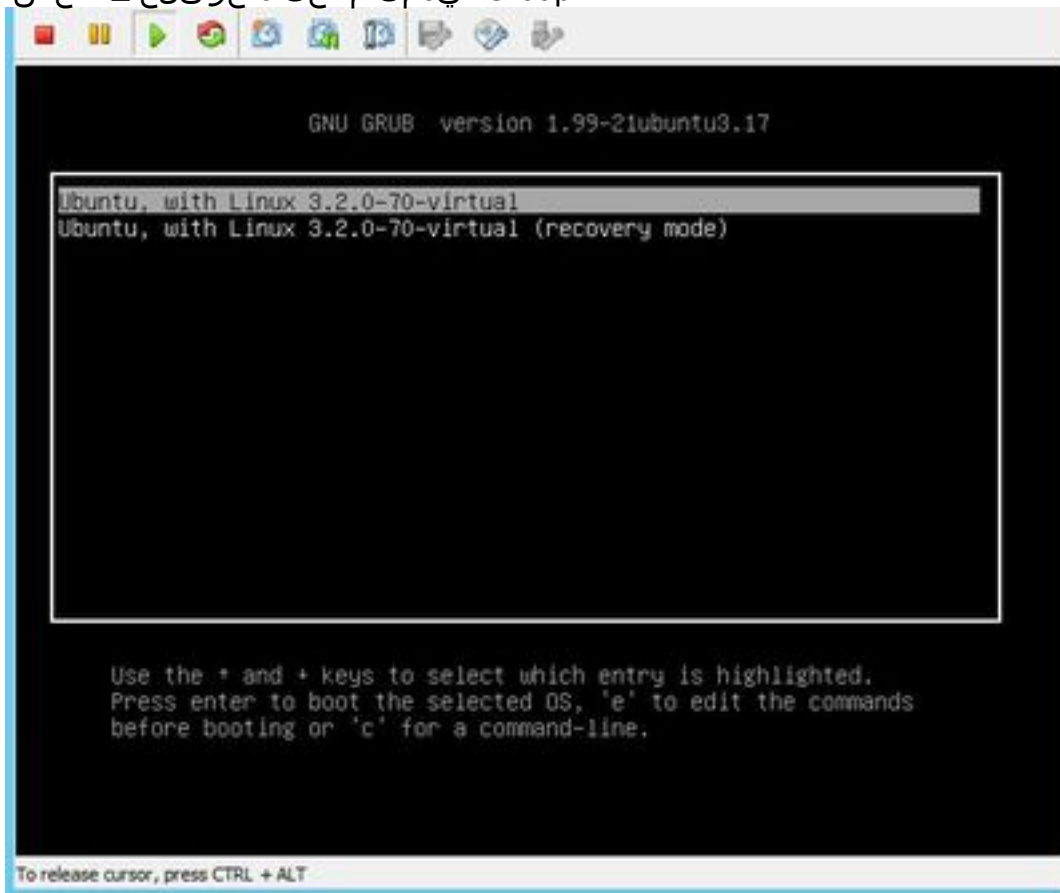 GNU GRUB version 1.99-21ubuntu3.17
Ubuntu, with Linux 3.2.0-70-virtual
Ubuntu, with Linux 3.2.0-70-virtual (recovery mode)
Use the ↑ and ↓ keys to select which entry is highlighted.
Press enter to boot the selected OS, 'e' to edit the commands
before booting or 'c' for a command-line.
To release cursor, press CTRL + ALT